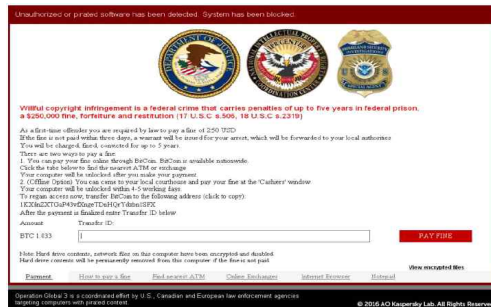 Unauthorized or pirated software has been detected. System has been blocked.
DEPARTMENT OF JUSTICE
Willful copyright infringement is a federal crime that carries penalties of up to five years in federal prison,
a $250,000 fine, forfeiture and restitution (17 U.S.C s.506, 18 U.S.C s.2319)
As a first-time offender you are required by law to pay a fine of 250 USD
If the fine is not paid within three days, a warrant will be issued for your arrest, which will be forwarded to your local authorities
You will be charged, fined, convicted for up to 5 years.
There are two ways to pay a fine:
1. You can pay your fine online through BitCoin. BitCoin is available nationwide.
Click the tabs below to find the nearest ATM or exchange
Your computer will be unlocked after you make your payment
2. (Offline Option) You can come to your local courthouse and pay your fine at the 'Cashiers' window
Your computer will be unlocked within 4-5 working days
To regain access now, transfer BitCoin to the following address (click to copy):
After the payment is finalized enter Transfer ID below
Amount Transfer ID:
BTC PAY FINE
Note: Hard drive contents, network files on this computer have been encrypted and disabled
Hard drive contents will be permanently removed from this computer if the fine is not paid
View encrypted files
Payment How to pay a fine Find nearest ATM Online Exchanges Internet Browser Hotmail
Operation Global 3 is a coordinated effort by U.S., Canadian and European law enforcement agencies
targeting computers with pirated content.
© 2016 AO Kaspersky Lab. All Rights Reserved